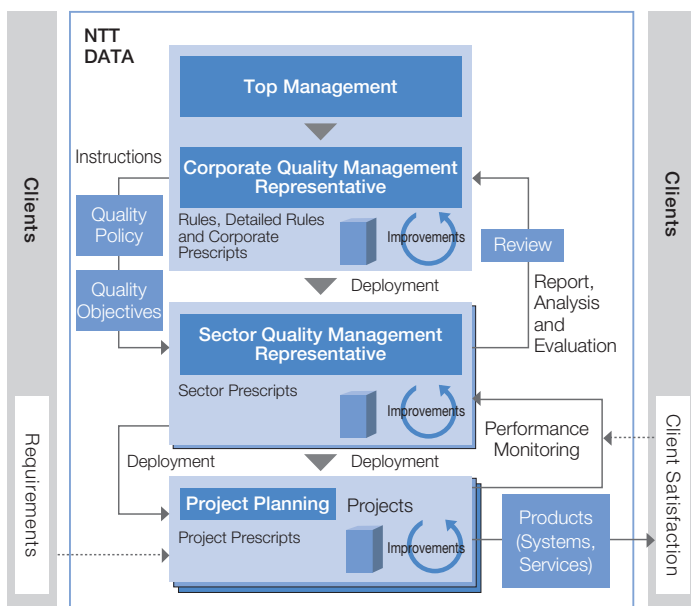 NTT
DATA
Clients
Requirements
Top Management
Instructions
Corporate Quality Management
Representative
Quality
Policy
Rules, Detailed Rules
and Corporate
Prescripts
Improvements
Review
Quality
Objectives
Deployment
Report,
Analysis
and
Evaluation
Sector Quality Management
Representative
Sector Prescripts
Improvements
Performance
Monitoring
Deployment
Deployment
Project Planning
Projects
Project Prescripts
Improvements
Products
(Systems,
Services)
Clients
Client Satisfaction